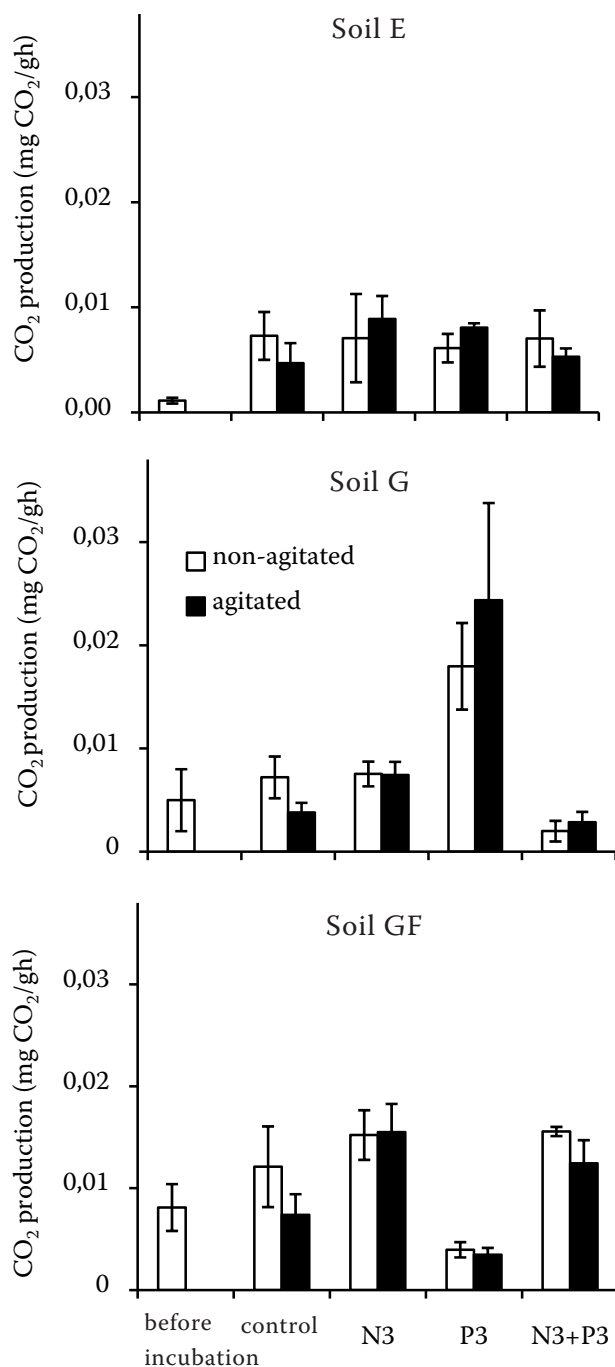 Soil E
CO₂ production (mg CO₂/gh)
0,03
0,02
0,01
0,00
Soil G
CO₂ production (mg CO₂/gh)
0,03
non-agitated
agitated
0,02
0,01
0
Soil GF
CO₂ production (mg CO₂/gh)
0,03
0,02
0,01
0
before incubation
control
N3
P3
N3+P3